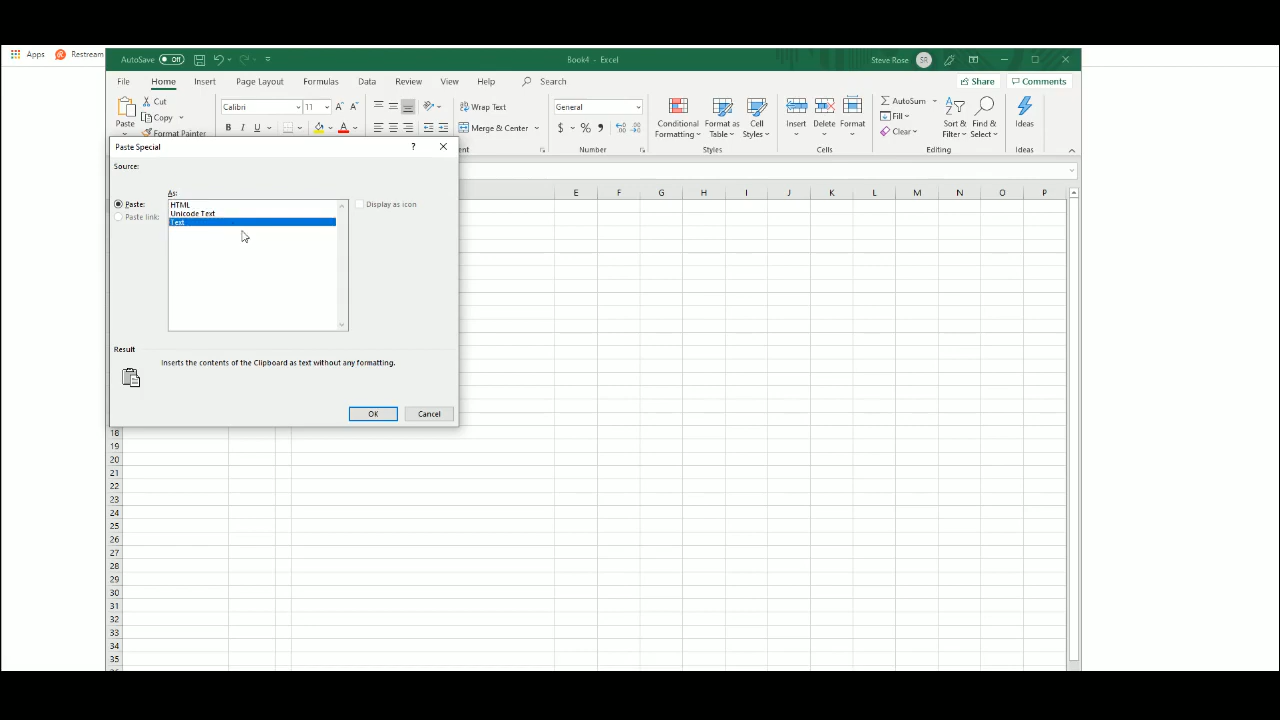 Apps Restream
AutoSave Off Book4 - Excel Steve Rose SR
File Home Insert Page Layout Formulas Data Review View Help Search Share Comments
Paste Cut Calibri 11 A A Wrap Text General Conditional Formatting Format as Table Cell Styles Insert Delete Format AutoSum Sort & Filter Find & Select Ideas
Copy Fill
Format Painter B I U A Merge & Center $ % , Clear
Number Styles Cells Editing Ideas
Paste Special ? 
Source:
As:
Paste:
Paste link:
HTML
Unicode Text
Text
Display as icon
Result
Inserts the contents of the Clipboard as text without any formatting.
OK Cancel
E F G H I J K L M N O P
18
19
20
21
22
23
24
25
26
27
28
29
30
31
32
33
34
35